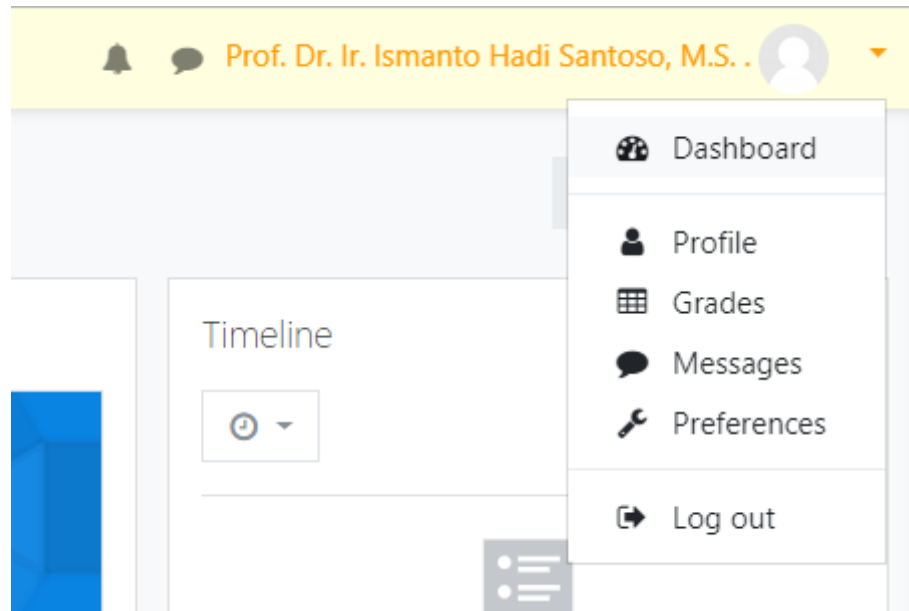 Prof. Dr. Ir. Ismanto Hadi Santoso, M.S. .
Dashboard
Profile
Grades
Messages
Preferences
Log out
Timeline